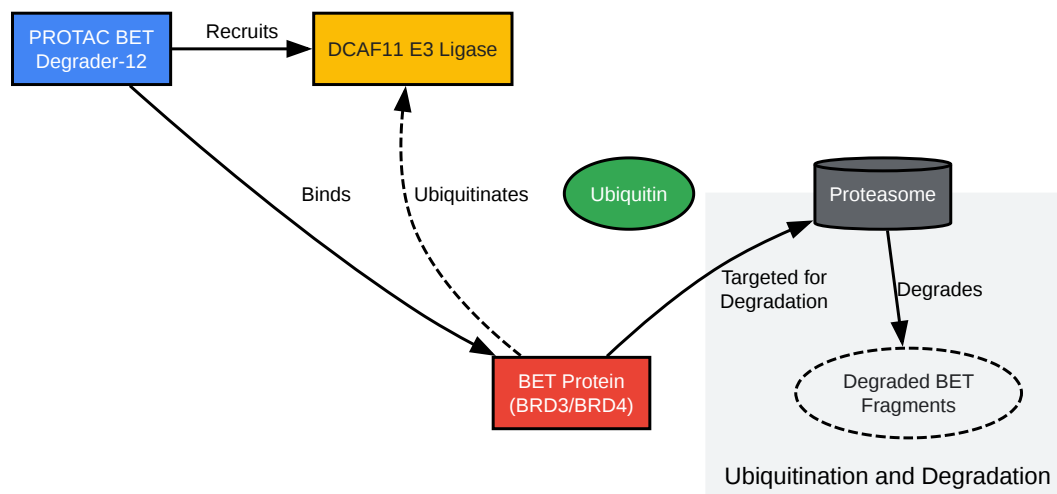 PROTAC BET
Degrader-12
Recruits
DCAF11 E3 Ligase
Binds
Ubiquitinates
Ubiquitin
Proteasome
Targeted for
Degradation
Degrades
BET Protein
(BRD3/BRD4)
Degraded BET
Fragments
Ubiquitination and Degradation